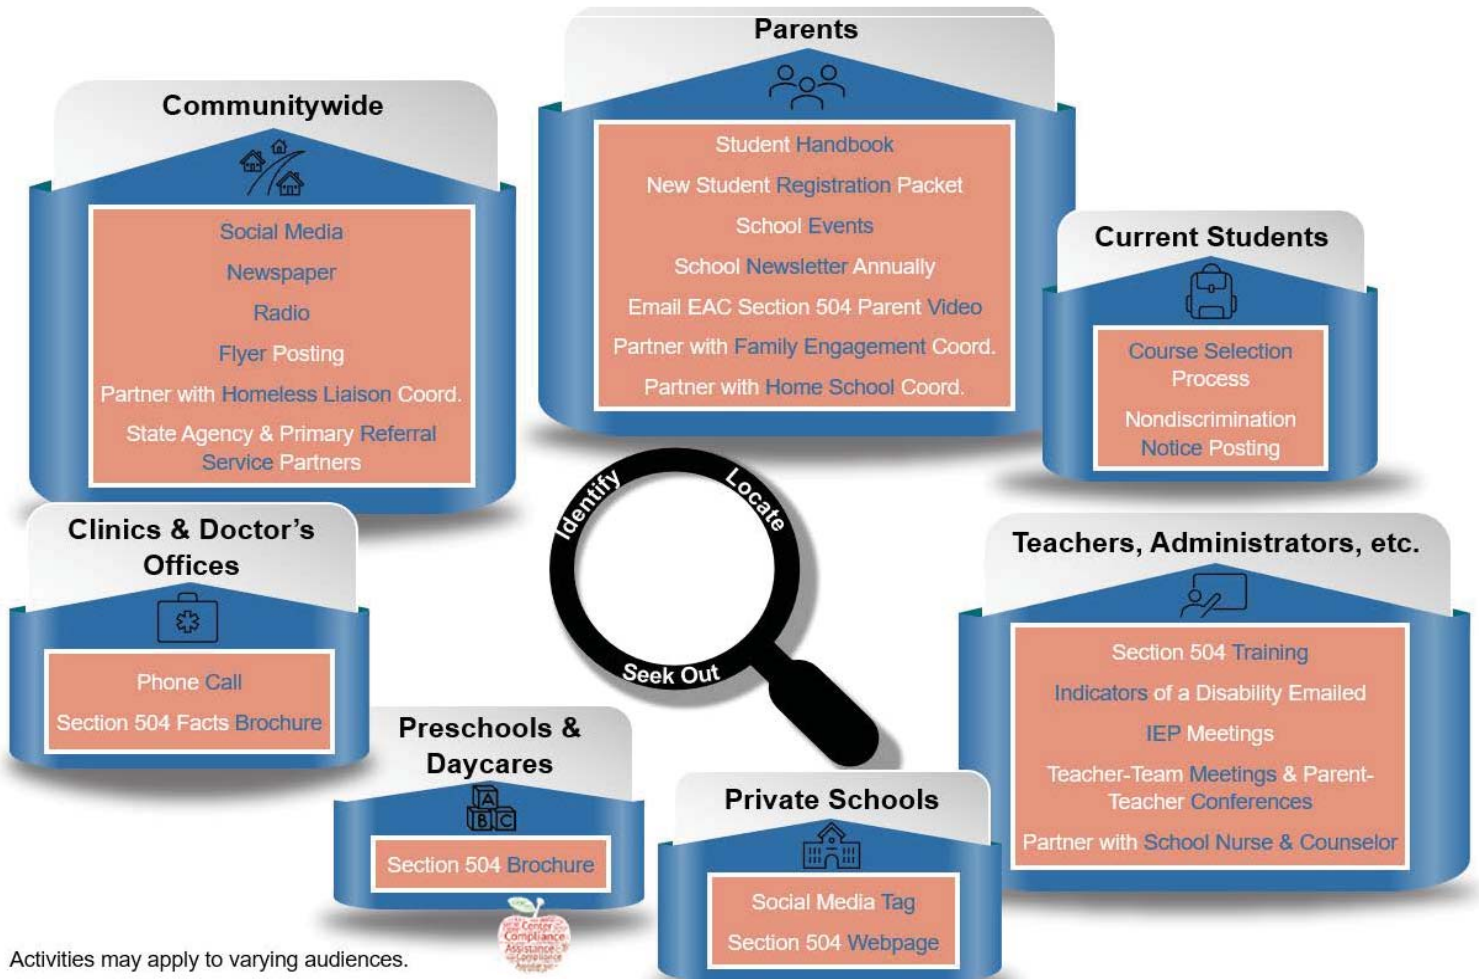 Parents
Student Handbook
New Student Registration Packet
School Events
School Newsletter Annually
Email EAC Section 504 Parent Video
Partner with Family Engagement Coord.
Partner with Home School Coord.
Communitywide
Social Media
Newspaper
Radio
Flyer Posting
Partner with Homeless Liaison Coord.
State Agency & Primary Referral
Service Partners
Current Students
Course Selection
Process
Nondiscrimination
Notice Posting
Identify
Locate
Seek Out
Clinics & Doctor's
Offices
Phone Call
Section 504 Facts Brochure
Teachers, Administrators, etc.
Section 504 Training
Indicators of a Disability Emailed
IEP Meetings
Teacher-Team Meetings & Parent-
Teacher Conferences
Partner with School Nurse & Counselor
Preschools &
Daycares
A
B C
Section 504 Brochure
Private Schools
Social Media Tag
Section 504 Webpage
Center
Compliance
Assistance
Compliance
Activities may apply to varying audiences.